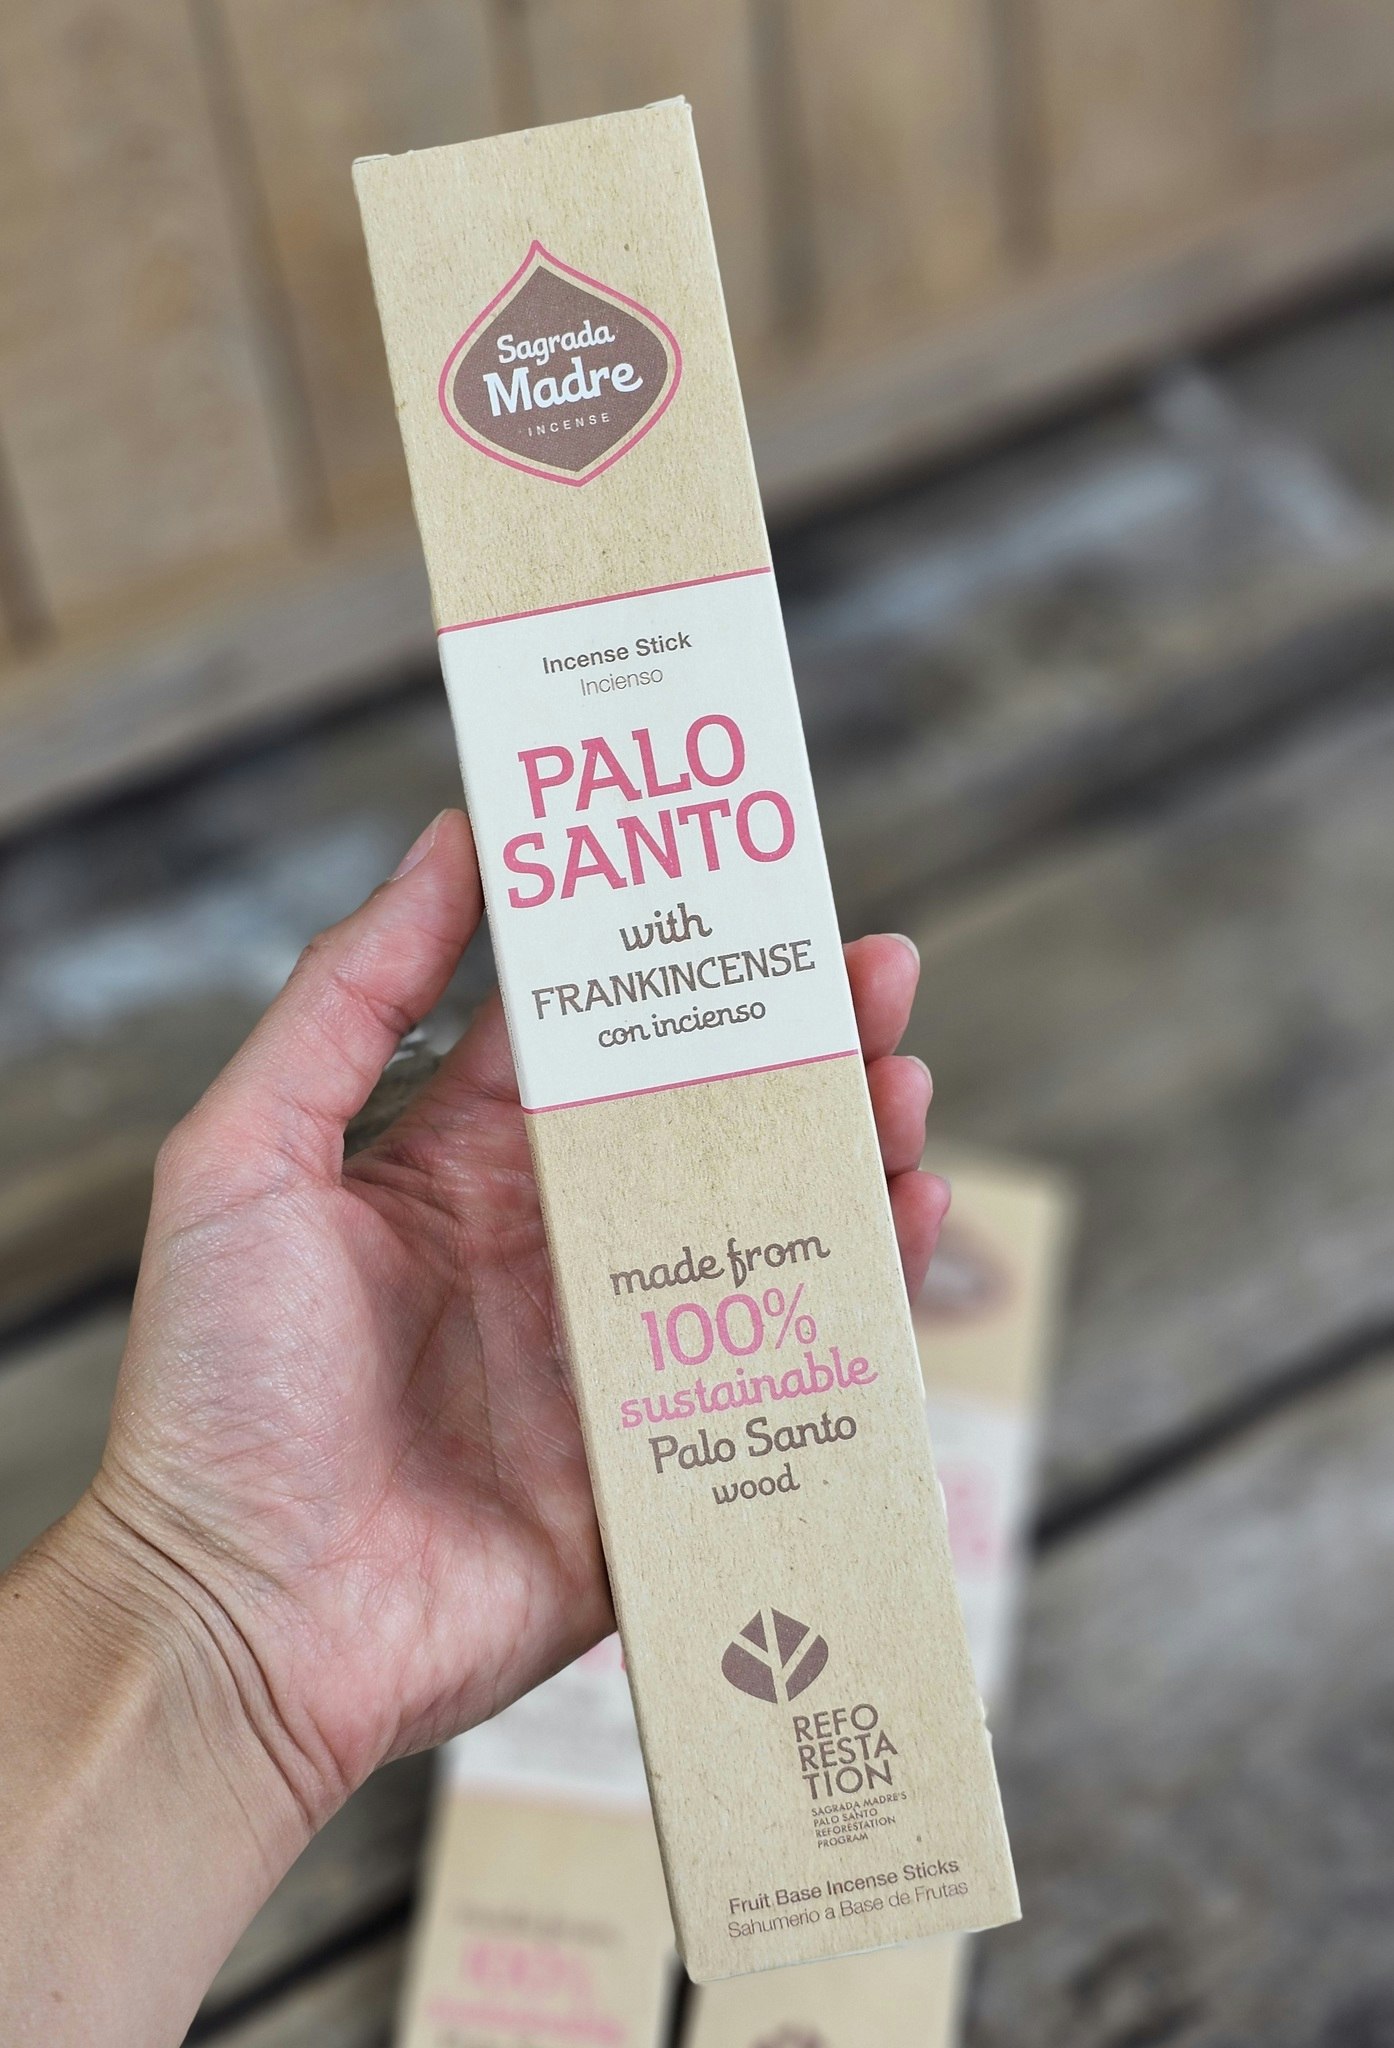 Sagrada
Madre
INCENSE
Incense Stick
Incienso
PALO
SANTO
with
FRANKINCENSE
con incienso
made from
100%
sustainable
Palo Santo
wood
REFO
RESTA
TION
SAGRADA MADRE'S
PALO SANTO
REFORESTATION
PROGRAM
Fruit Base Incense Sticks
Sahumerio a Base de Frutas